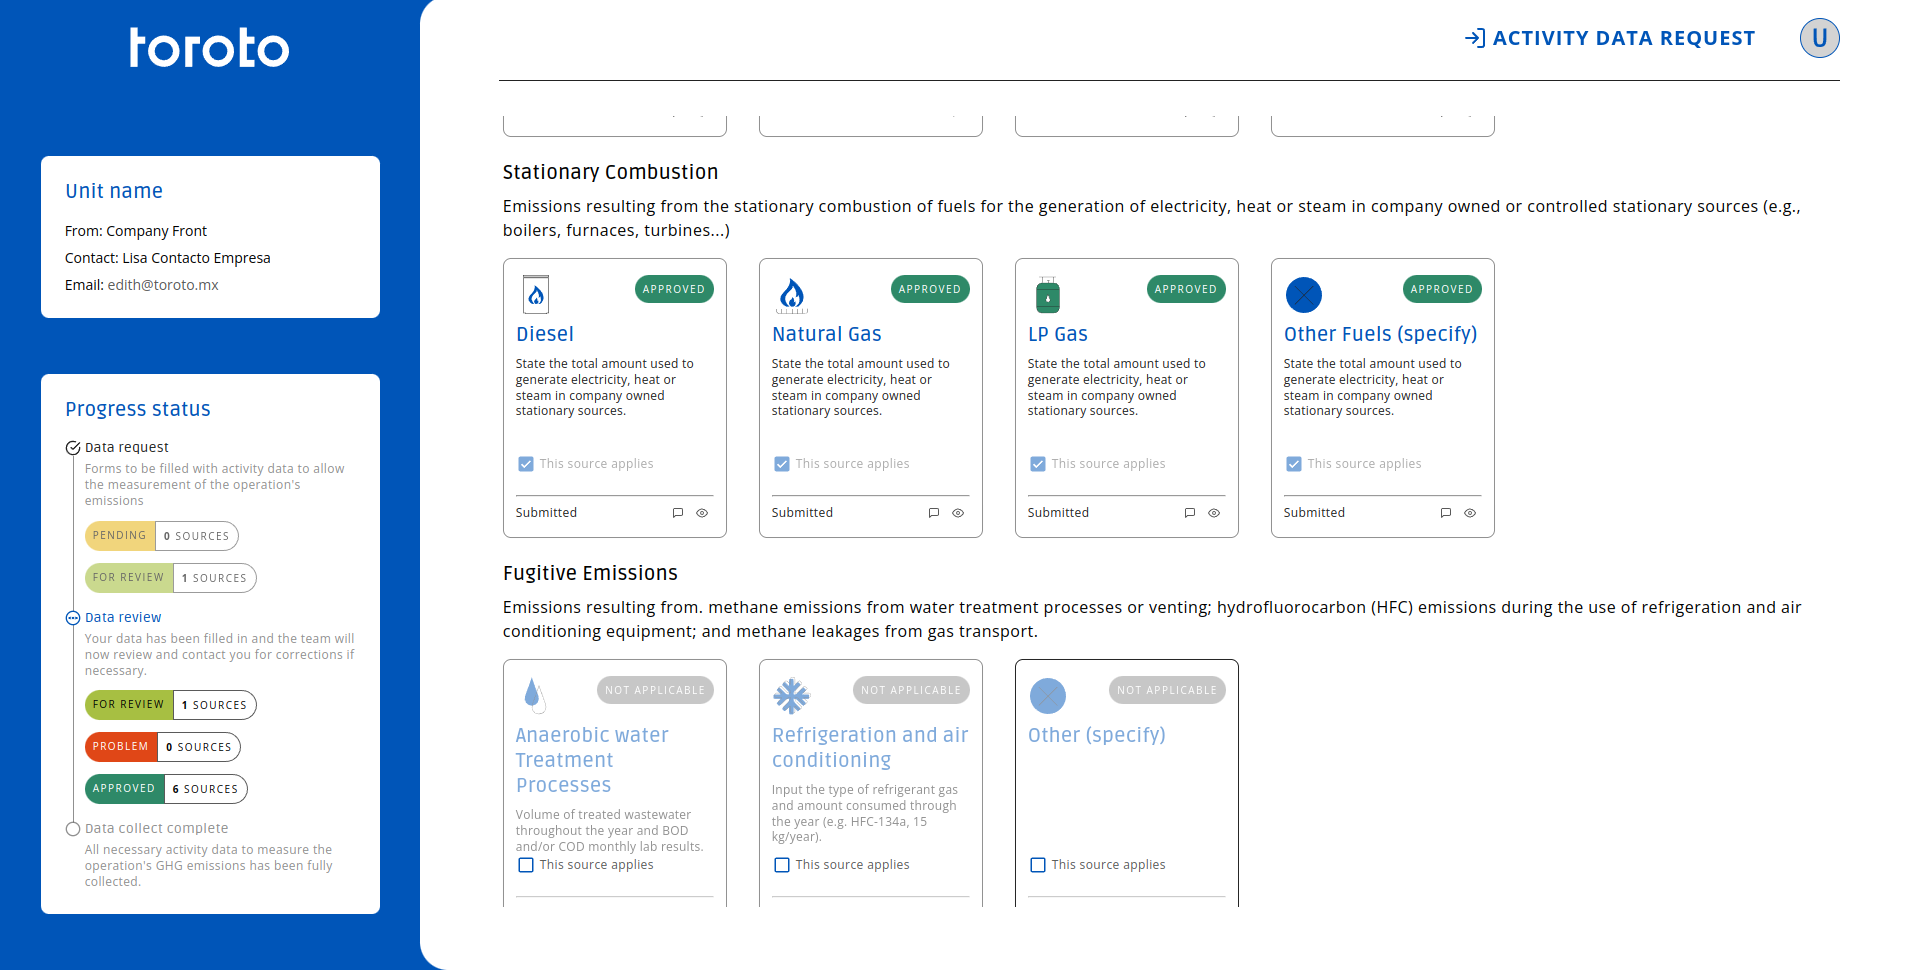 toroto
ACTIVITY DATA REQUEST
U
Unit name
From: Company Front
Contact: Lisa Contacto Empresa
Email: edith@toroto.mx
Progress status
Data request
Forms to be filled with activity data to allow
the measurement of the operation's
emissions
PENDING 0 SOURCES
FOR REVIEW 1 SOURCES
Data review
Your data has been filled in and the team will
now review and contact you for corrections if
necessary.
FOR REVIEW 1 SOURCES
PROBLEM 0 SOURCES
APPROVED 6 SOURCES
Data collect complete
All necessary activity data to measure the
operation's GHG emissions has been fully
collected.
Stationary Combustion
Emissions resulting from the stationary combustion of fuels for the generation of electricity, heat or steam in company owned or controlled stationary sources (e.g.,
boilers, furnaces, turbines...)
APPROVED
Diesel
State the total amount used to
generate electricity, heat or
steam in company owned
stationary sources.
This source applies
Submitted
APPROVED
Natural Gas
State the total amount used to
generate electricity, heat or
steam in company owned
stationary sources.
This source applies
Submitted
APPROVED
LP Gas
State the total amount used to
generate electricity, heat or
steam in company owned
stationary sources.
This source applies
Submitted
APPROVED
Other Fuels (specify)
State the total amount used to
generate electricity, heat or
steam in company owned
stationary sources.
This source applies
Submitted
Fugitive Emissions
Emissions resulting from. methane emissions from water treatment processes or venting; hydrofluorocarbon (HFC) emissions during the use of refrigeration and air
conditioning equipment; and methane leakages from gas transport.
NOT APPLICABLE
Anaerobic water
Treatment
Processes
Volume of treated wastewater
throughout the year and BOD
and/or COD monthly lab results.
This source applies
NOT APPLICABLE
Refrigeration and air
conditioning
Input the type of refrigerant gas
and amount consumed through
the year (e.g. HFC-134a, 15
kg/year).
This source applies
NOT APPLICABLE
Other (specify)
This source applies